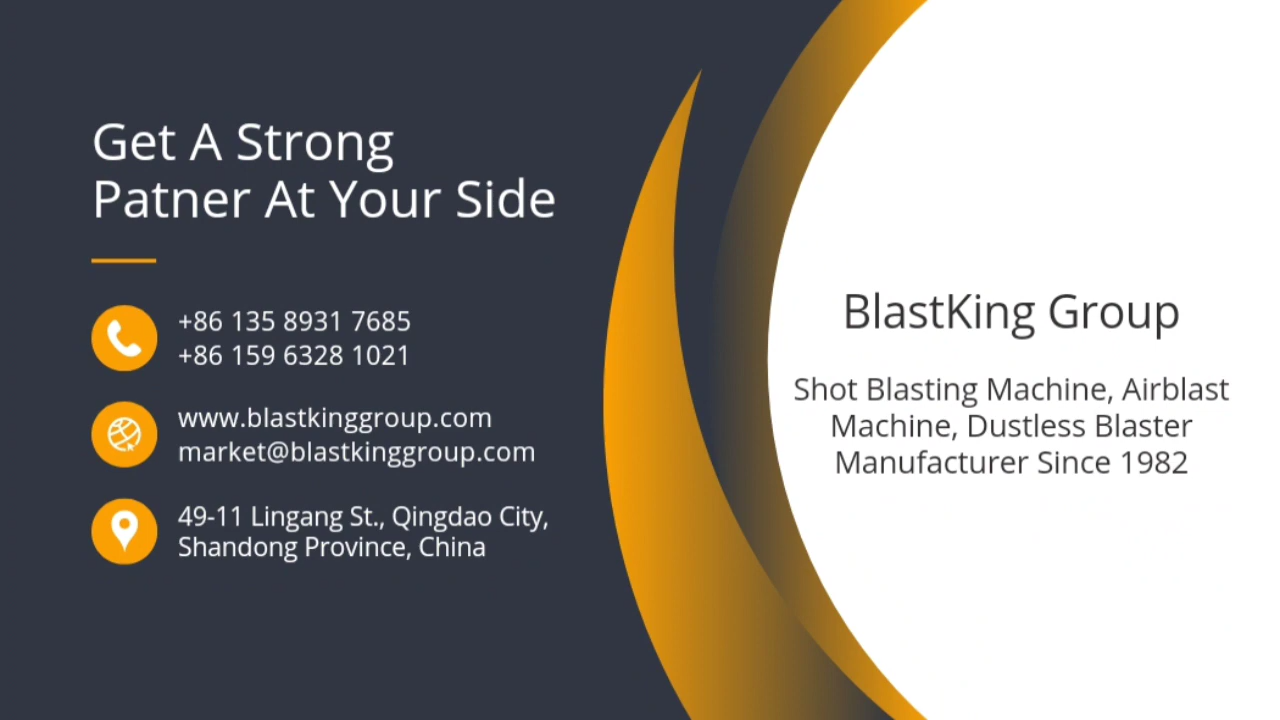 Get A Strong
Patner At Your Side
+86 135 8931 7685
+86 159 6328 1021
www.blastkinggroup.com
market@blastkinggroup.com
49-11 Lingang St., Qingdao City,
Shandong Province, China
BlastKing Group
Shot Blasting Machine, Airblast
Machine, Dustless Blaster
Manufacturer Since 1982